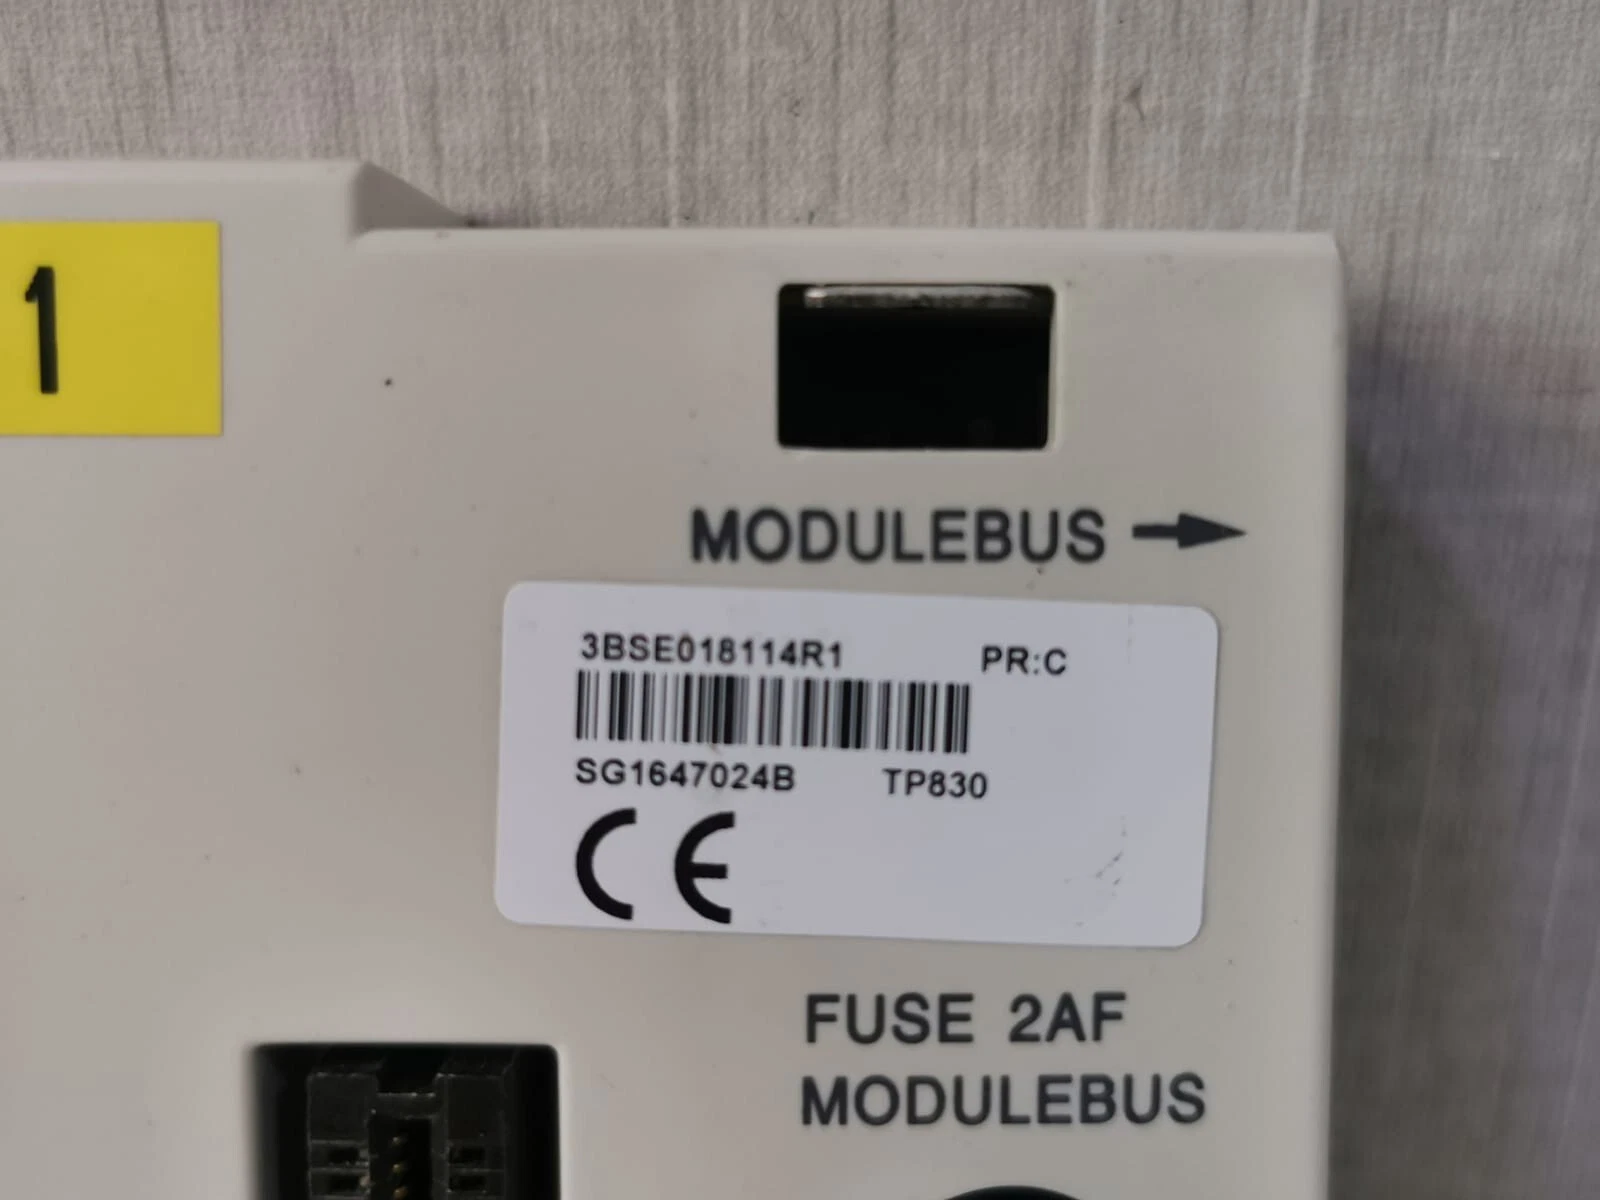 1
MODULEBUS →
3BSE018114R1 PR:C
SG1647024B TP830
CE
FUSE 2AF
MODULEBUS